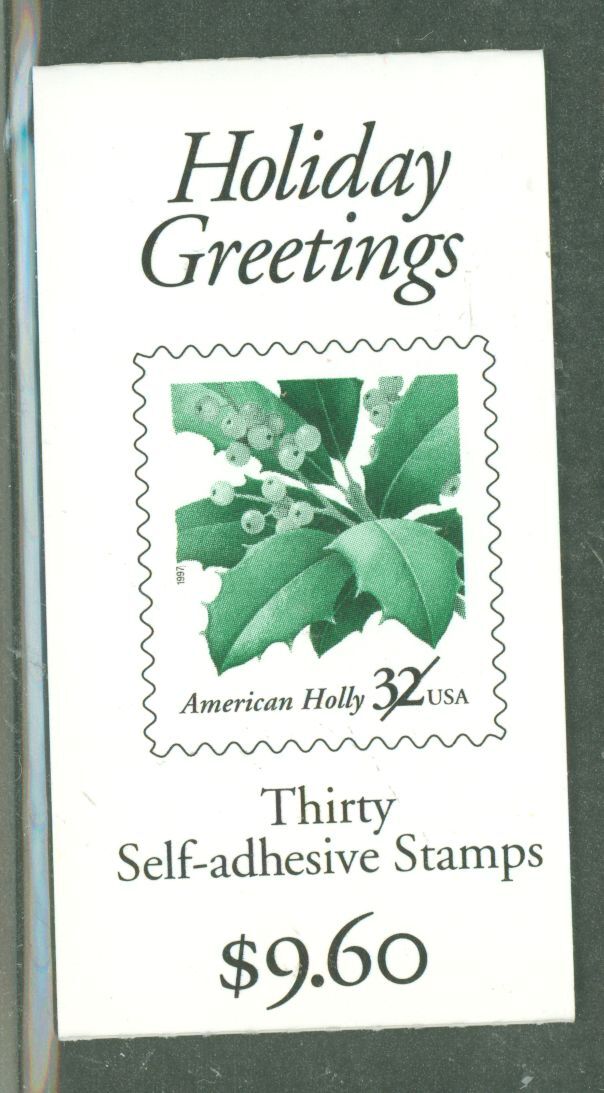 Holiday
Greetings
1997
American Holly 32 USA
Thirty
Self-adhesive Stamps
$9.60